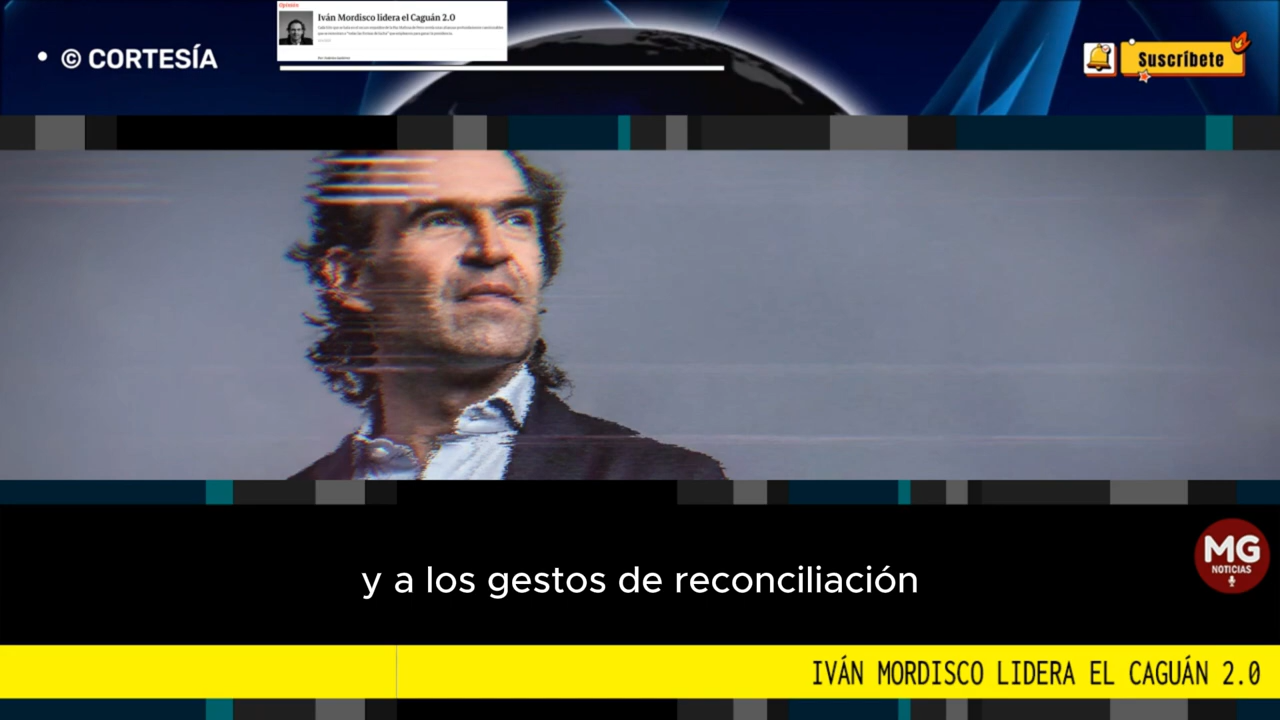 Opinión
Iván Mordisco lidera el Caguán 2.0
• © CORTESÍA
Suscríbete
y a los gestos de reconciliación
MG
NOTICIAS
IVÁN MORDISCO LIDERA EL CAGUÁN 2.0